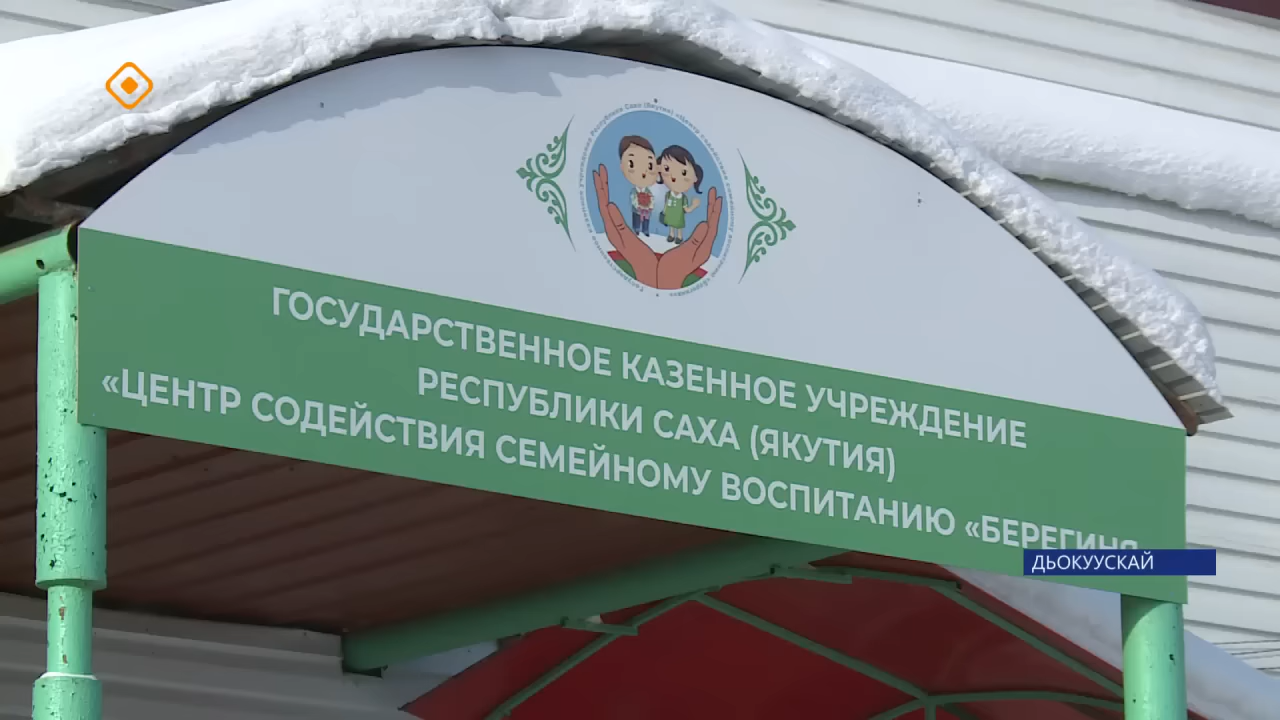 ГОСУДАРСТВЕННОЕ КАЗЕННОЕ УЧРЕЖДЕНИЕ
РЕСПУБЛИКИ САХА (ЯКУТИЯ)
«ЦЕНТР СОДЕЙСТВИЯ СЕМЕЙНОМУ ВОСПИТАНИЮ «БЕРЕГИНЯ
ДЬОКУУСКАЙ